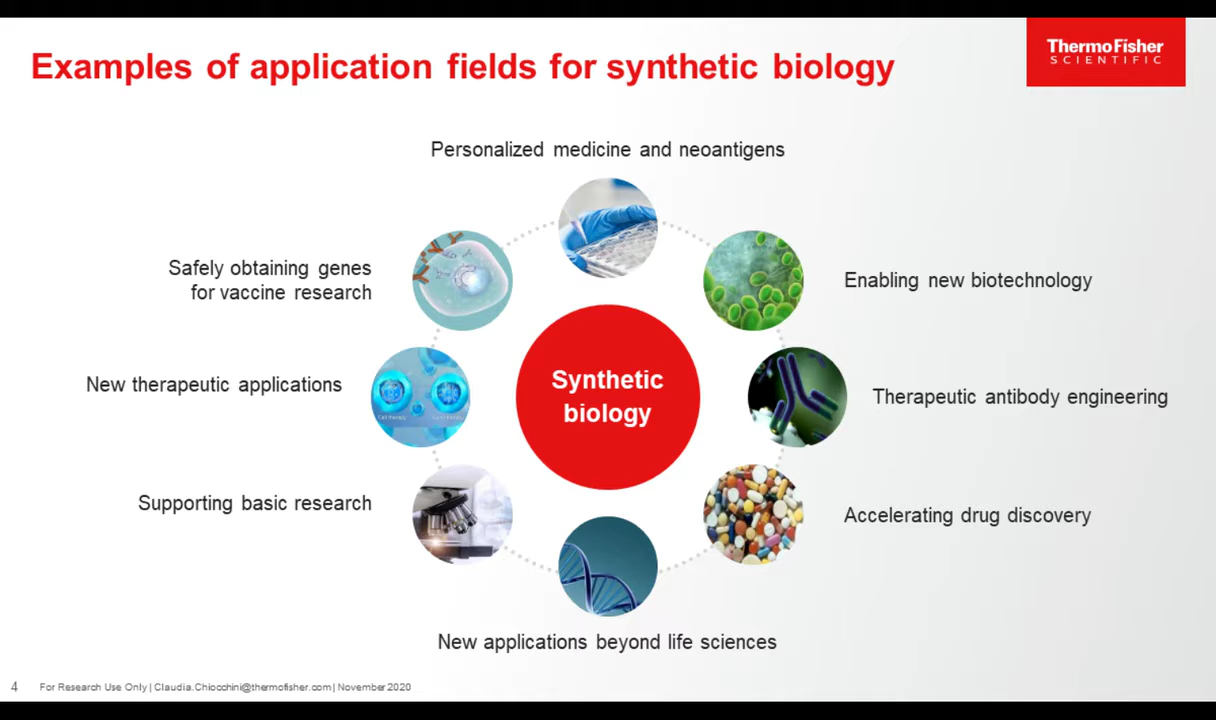 Examples of application fields for synthetic biology
ThermoFisher
SCIENTIFIC
Personalized medicine and neoantigens
Safely obtaining genes
for vaccine research
Enabling new biotechnology
New therapeutic applications
Synthetic
biology
Therapeutic antibody engineering
Supporting basic research
Accelerating drug discovery
New applications beyond life sciences
4 For Research Use Only | Claudia.Chiocchini@thermofisher.com | November 2020